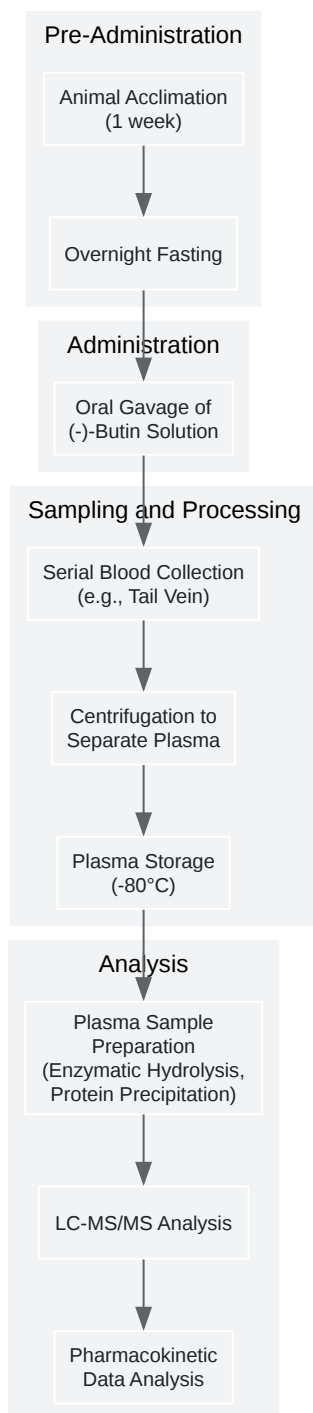 Pre-Administration
Animal Acclimation
(1 week)
Overnight Fasting
Administration
Oral Gavage of
(-)-Butin Solution
Sampling and Processing
Serial Blood Collection
(e.g., Tail Vein)
Centrifugation to
Separate Plasma
Plasma Storage
(-80°C)
Analysis
Plasma Sample
Preparation
(Enzymatic Hydrolysis,
Protein Precipitation)
LC-MS/MS Analysis
Pharmacokinetic
Data Analysis